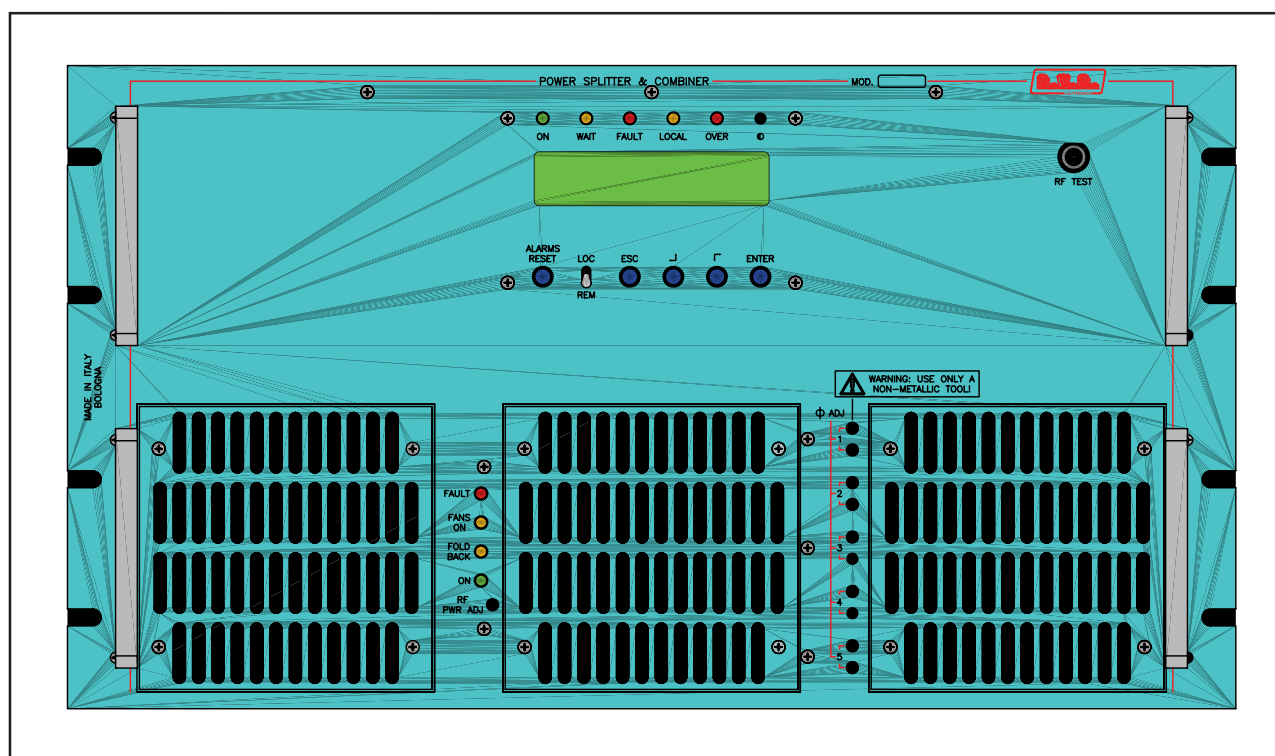 POWER SPLITTER & COMBINER
MOD.
ON
WAIT
FAULT
LOCAL
OVER
RF TEST
ALARMS
RESET
LOC
REM
ESC
ENTER
MADE IN ITALY
BOLOGNA
WARNING: USE ONLY A
NON-METALLIC TOOL!
Φ ADJ
1
2
3
4
5
FAULT
FANS
ON
FOLD
BACK
ON
RF
PWR ADJ